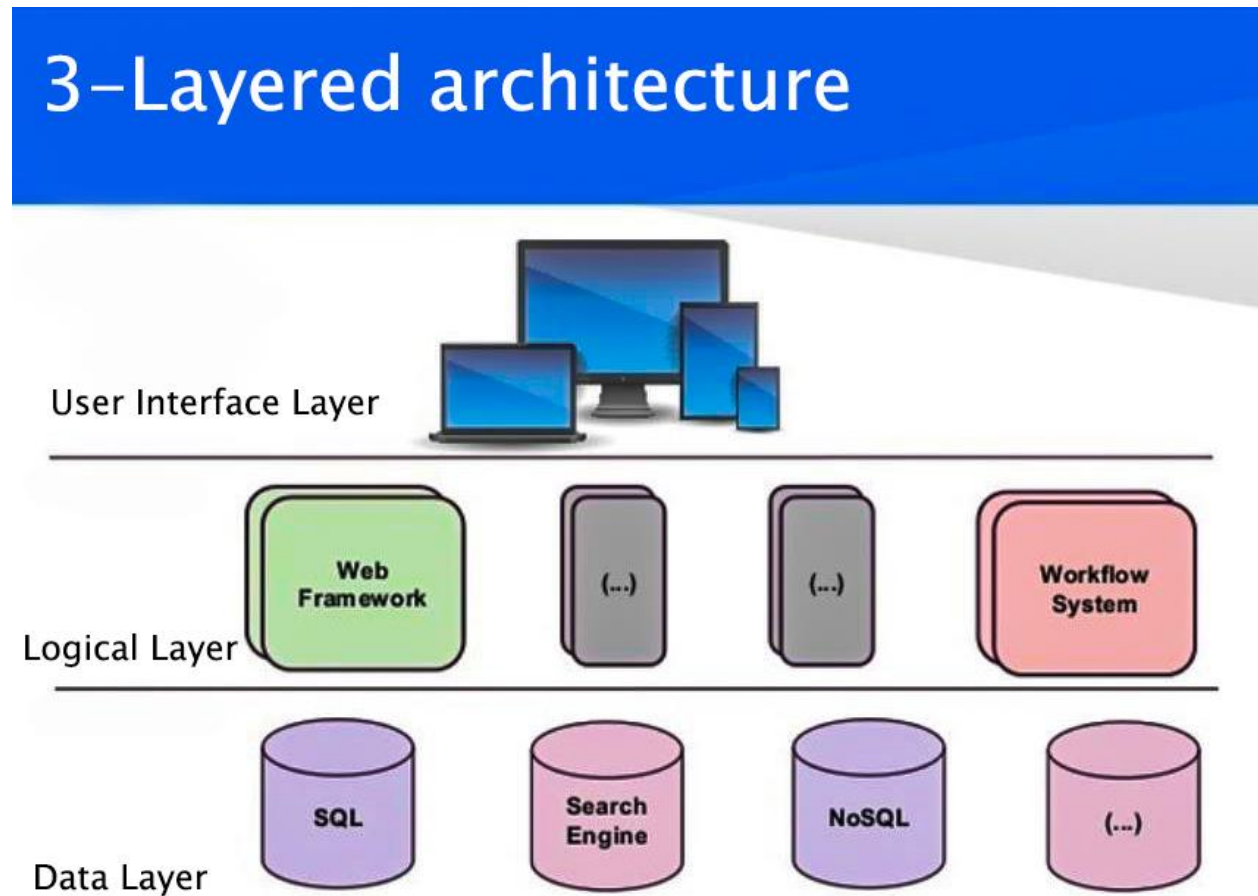 3-Layered architecture
User Interface Layer
Web
Framework
(...)
(...)
Workflow
System
Logical Layer
SQL
Search
Engine
NoSQL
(...)
Data Layer